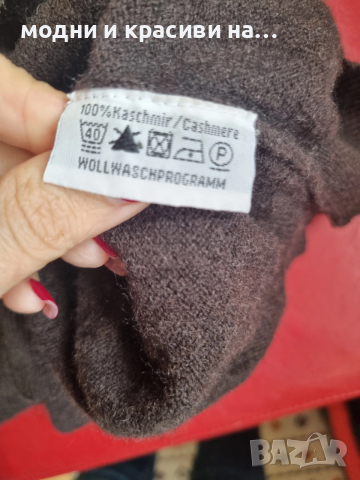 модни и красиви на...
100% Kaschmir/Cashmere
40 P
WOLLWASCHPROGRAMM
BAZAR